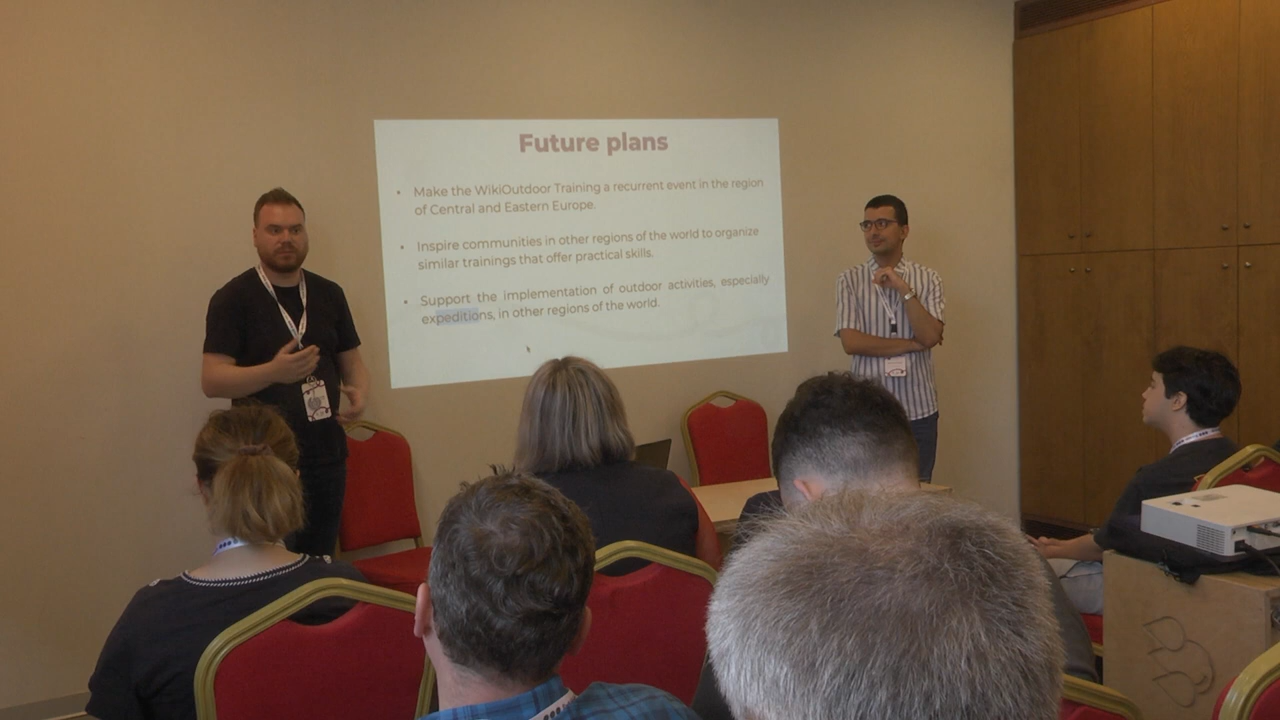 Future plans
• Make the WikiOutdoor Training a recurrent event in the region
of Central and Eastern Europe.
• Inspire communities in other regions of the world to organize
similar trainings that offer practical skills.
• Support the implementation of outdoor activities, especially
expeditions, in other regions of the world.